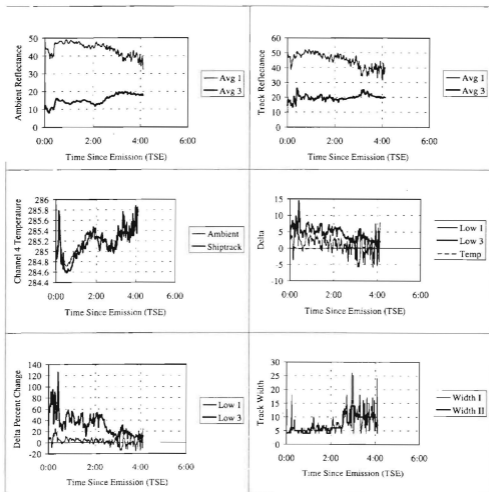 50
40
30
20
10
0
Ambient Reflectance
0:00 2:00 4:00 6:00
Time Since Emission (TSE)
Avg 1
Avg 3
60
50
40
30
20
10
0
Track Reflectance
0:00 2:00 4:00 6:00
Time Since Emission (TSE)
Avg 1
Avg 3
286
285.8
285.6
285.4
285.2
285
284.8
284.6
284.4
Channel 4 Temperature
0:00 2:00 4:00 6:00
Time Since Emission (TSE)
Ambient
Shiptrack
15
10
5
0
-5
-10
Delta
0:00 2:00 4:00 6:00
Time Since Emission (TSE)
Low 1
Low 3
Temp
140
120
100
80
60
40
20
0
-20
Delta Percent Change
0:00 2:00 4:00 6:00
Time Since Emission (TSE)
Low 1
Low 3
30
25
20
15
10
5
0
Track Width
0:00 2:00 4:00 6:00
Time Since Emission (TSE)
Width I
Width II